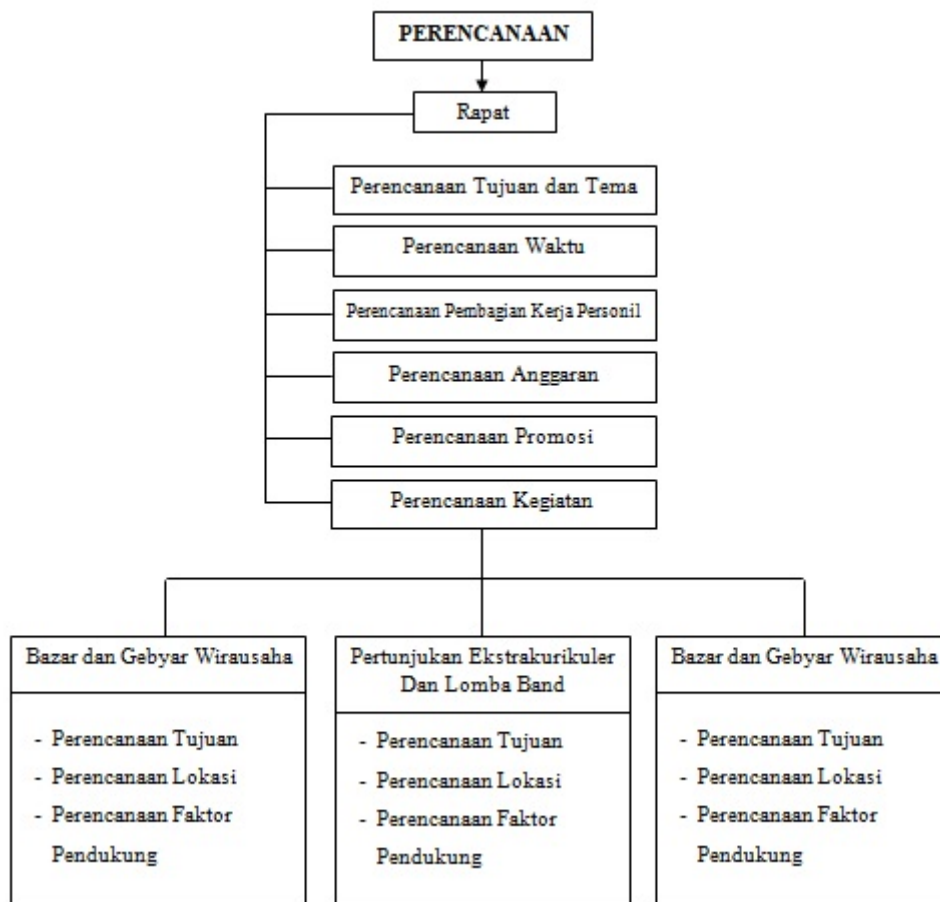 PERENCANAAN
Rapat
Perencanaan Tujuan dan Tema
Perencanaan Waktu
Perencanaan Pembagian Kerja Personil
Perencanaan Anggaran
Perencanaan Promosi
Perencanaan Kegiatan
Bazar dan Gebyar Wirausaha
- Perencanaan Tujuan
- Perencanaan Lokasi
- Perencanaan Faktor
Pendukung
Pertunjukan Ekstrakurikuler
Dan Lomba Band
- Perencanaan Tujuan
- Perencanaan Lokasi
- Perencanaan Faktor
Pendukung
Bazar dan Gebyar Wirausaha
- Perencanaan Tujuan
- Perencanaan Lokasi
- Perencanaan Faktor
Pendukung